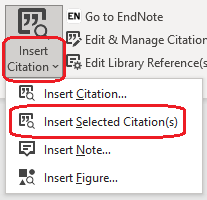 EN Go to EndNote
Insert
Citation
Edit & Manage Citation
Edit Library Reference(s
Insert Citation...
Insert Selected Citation(s)
Insert Note...
Insert Figure...